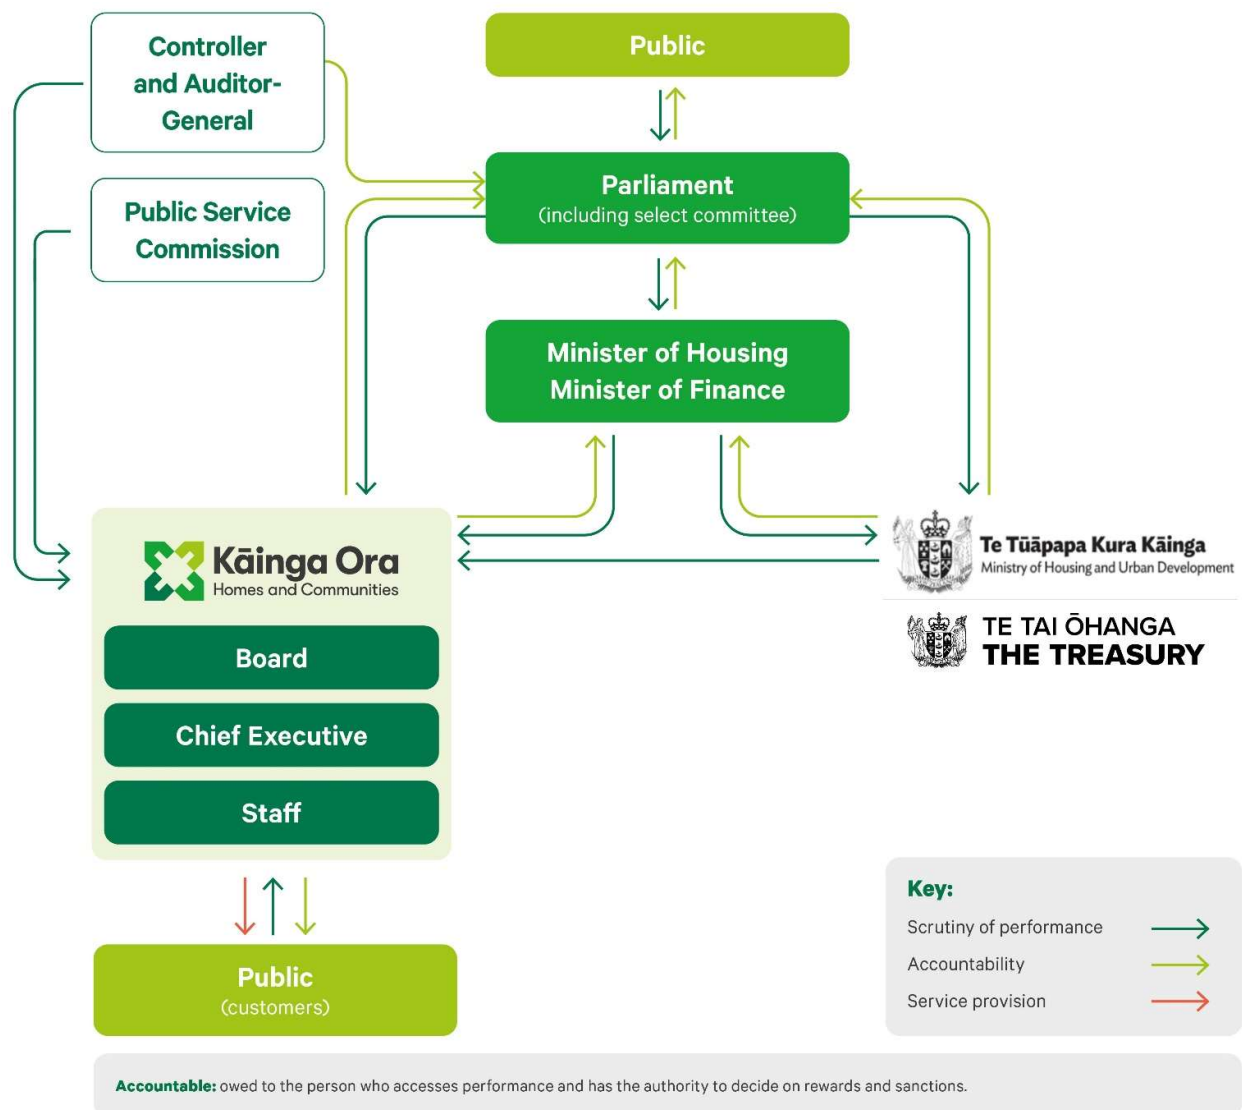 Controller
and Auditor-
General
Public
Parliament
(including select committee)
Public Service
Commission
Minister of Housing
Minister of Finance
Kāinga Ora
Homes and Communities
Board
Chief Executive
Staff
Te Tūāpapa Kura Kāinga
Ministry of Housing and Urban Development
TE TAI ŌHANGA
THE TREASURY
Public
(customers)
Key:
Scrutiny of performance
Accountability
Service provision
Accountable: owed to the person who accesses performance and has the authority to decide on rewards and sanctions.